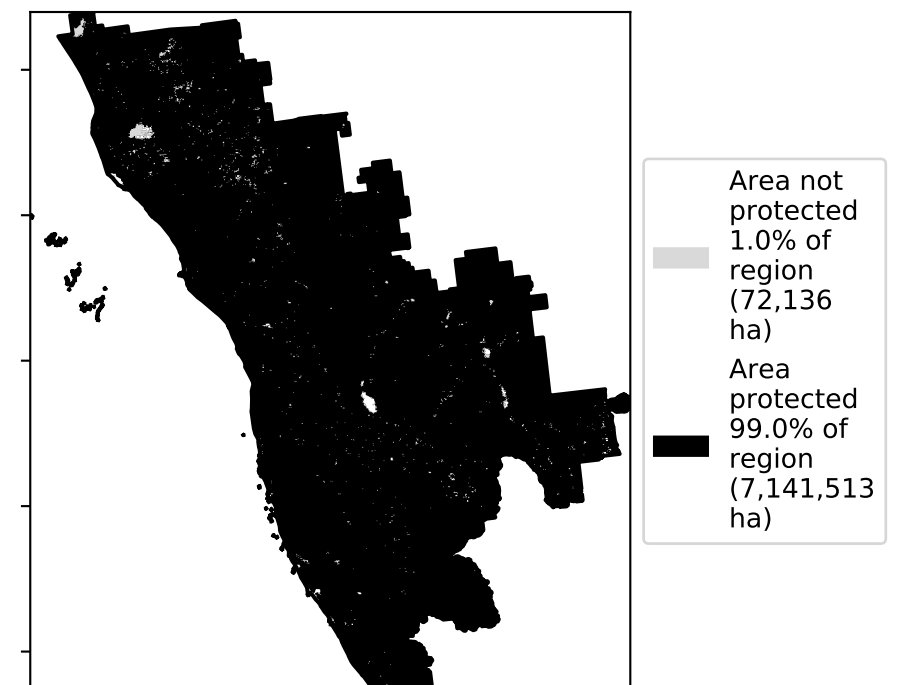 Area not
protected
1.0% of
region
(72,136
ha)
Area
protected
99.0% of
region
(7,141,513
ha)